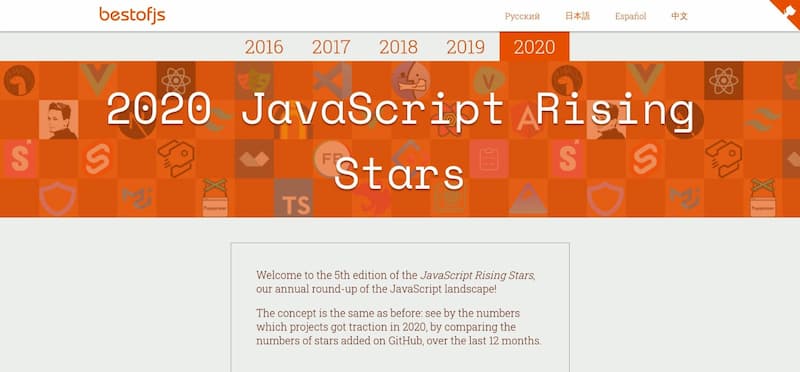 bestofjs
Русский
日本語
Español
中文
2016
2017
2018
2019
2020
2020 JavaScript Rising
Stars
TS
Welcome to the 5th edition of the JavaScript Rising Stars,
our annual round-up of the JavaScript landscape!
The concept is the same as before: see by the numbers
which projects got traction in 2020, by comparing the
numbers of stars added on GitHub, over the last 12 months.